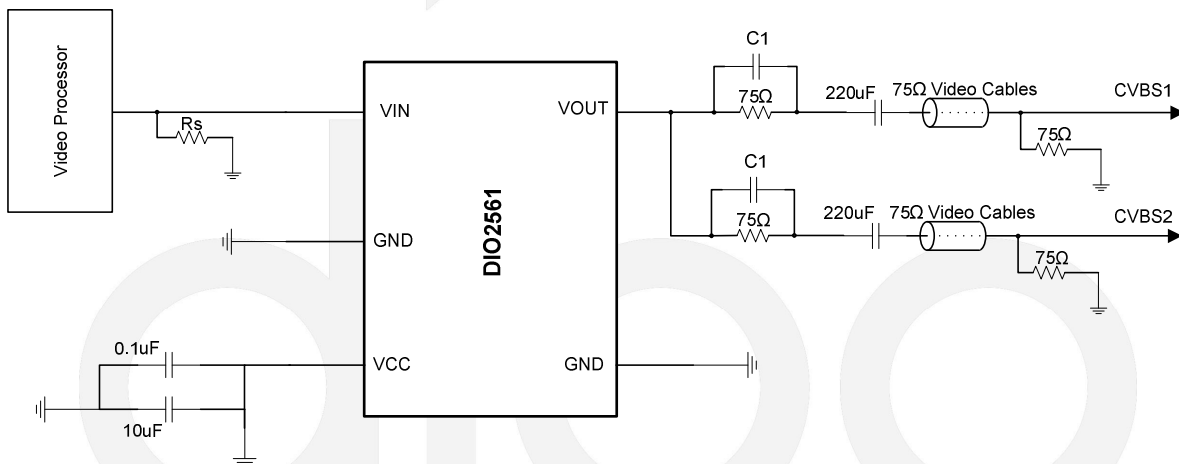 Video Processor
Rs
VIN
GND
0.1uF
10uF
VCC
DIO2561
VOUT
GND
C1
75Ω
220uF
75Ω Video Cables
CVBS1
75Ω
C1
75Ω
220uF
75Ω Video Cables
CVBS2
75Ω